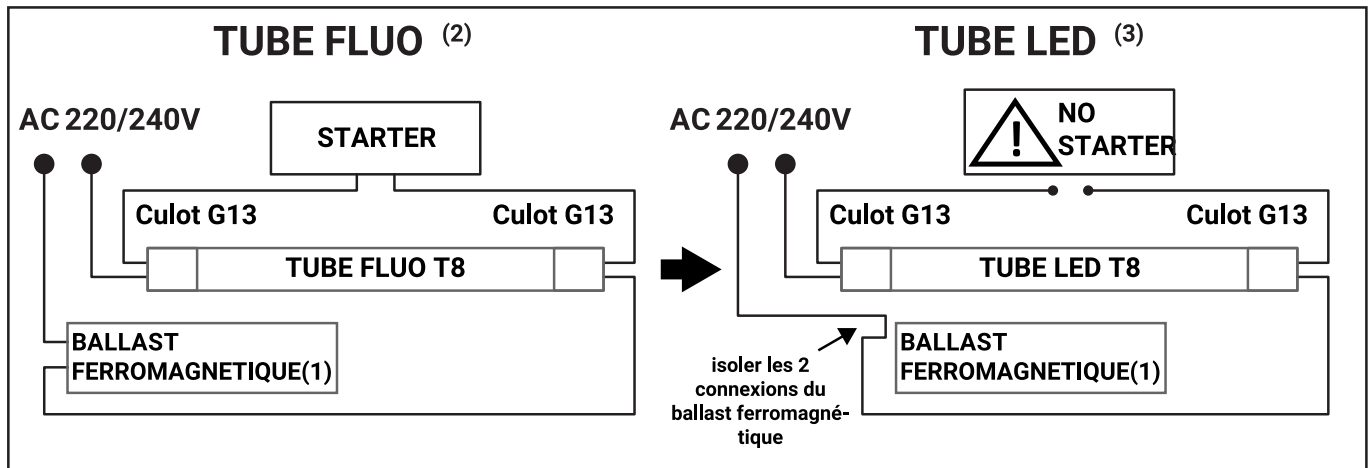 TUBE FLUO (2)
AC 220/240V
STARTER
Culot G13
Culot G13
TUBE FLUO T8
BALLAST
FERROMAGNETIQUE(1)
TUBE LED (3)
AC 220/240V
NO
STARTER
Culot G13
Culot G13
TUBE LED T8
isoler les 2
connexions du
ballast ferromagné-
tique
BALLAST
FERROMAGNETIQUE(1)